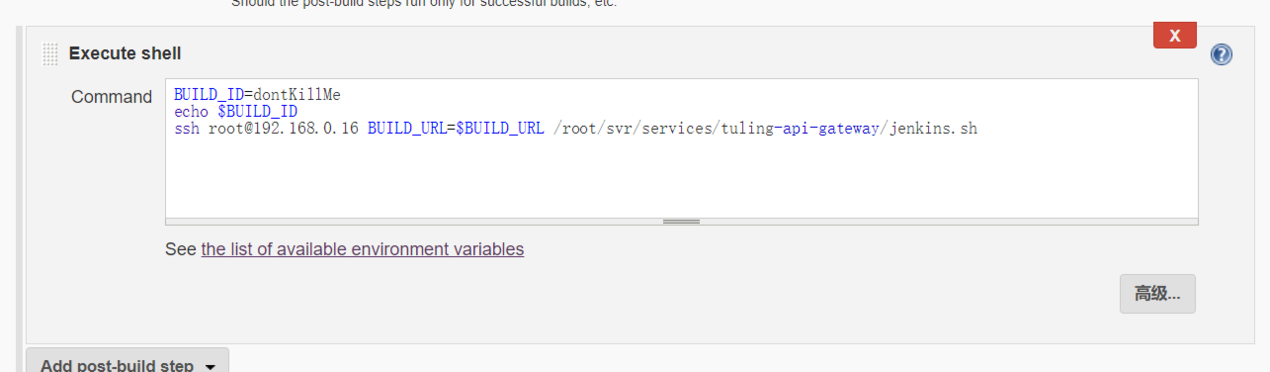 Should the post-build steps run only for successful builds, etc.
X
Execute shell
?
Command
BUILD_ID=dontKillMe
echo $BUILD_ID
ssh root@192.168.0.16 BUILD_URL=$BUILD_URL /root/svr/services/tuling-api-gateway/jenkins.sh
See the list of available environment variables
高级...
Add post-build step